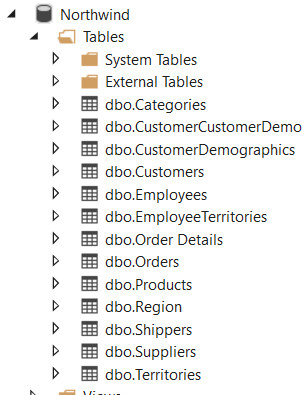 Northwind
Tables
System Tables
External Tables
dbo.Categories
dbo.CustomerCustomerDemo
dbo.CustomerDemographics
dbo.Customers
dbo.Employees
dbo.EmployeeTerritories
dbo.Order Details
dbo.Orders
dbo.Products
dbo.Region
dbo.Shippers
dbo.Suppliers
dbo.Territories
Views